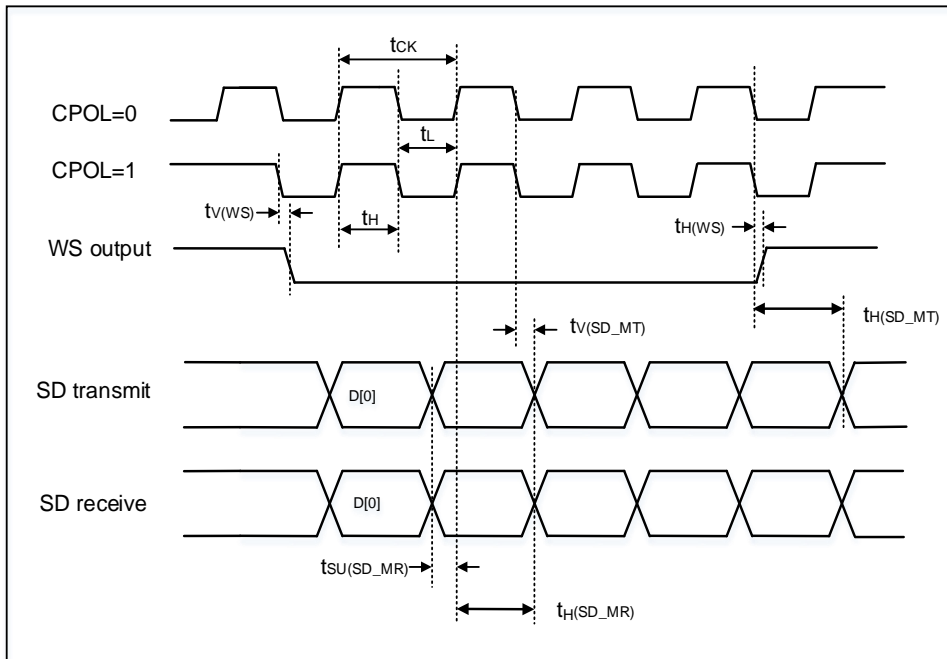 tCK
CPOL=0
tL
CPOL=1
tV(WS)
tH
tH(WS)
WS output
tH(SD_MT)
tV(SD_MT)
SD transmit
D[0]
SD receive
D[0]
tSU(SD_MR)
tH(SD_MR)